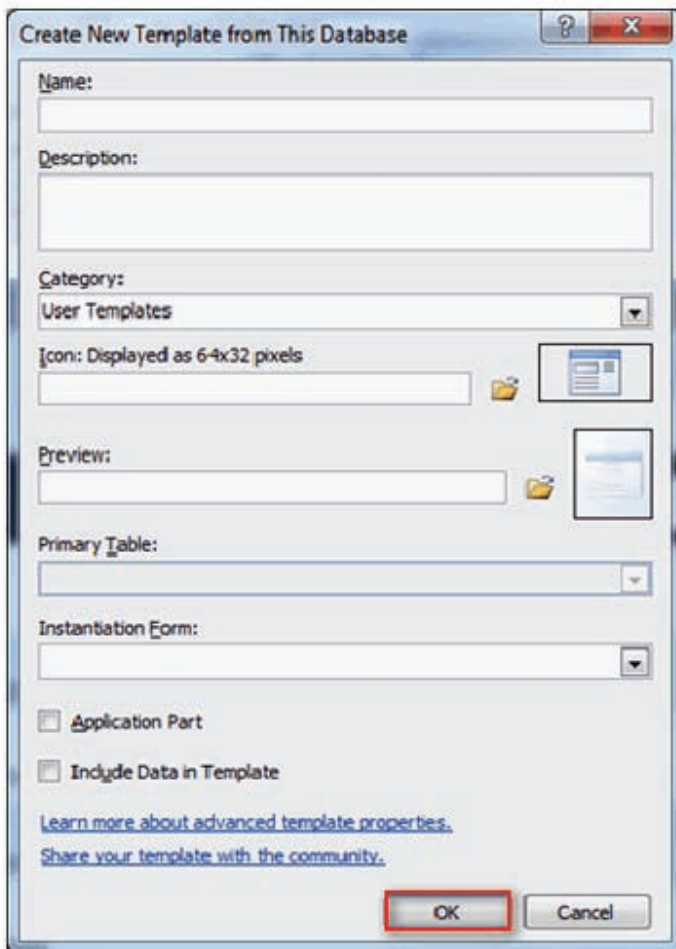 Create New Template from This Database
Name:
Description:
Category:
User Templates
Icon: Displayed as 64x32 pixels
Preview:
Primary Table:
Instantiation Form:
Application Part
Include Data in Template
Learn more about advanced template properties.
Share your template with the community.
OK Cancel